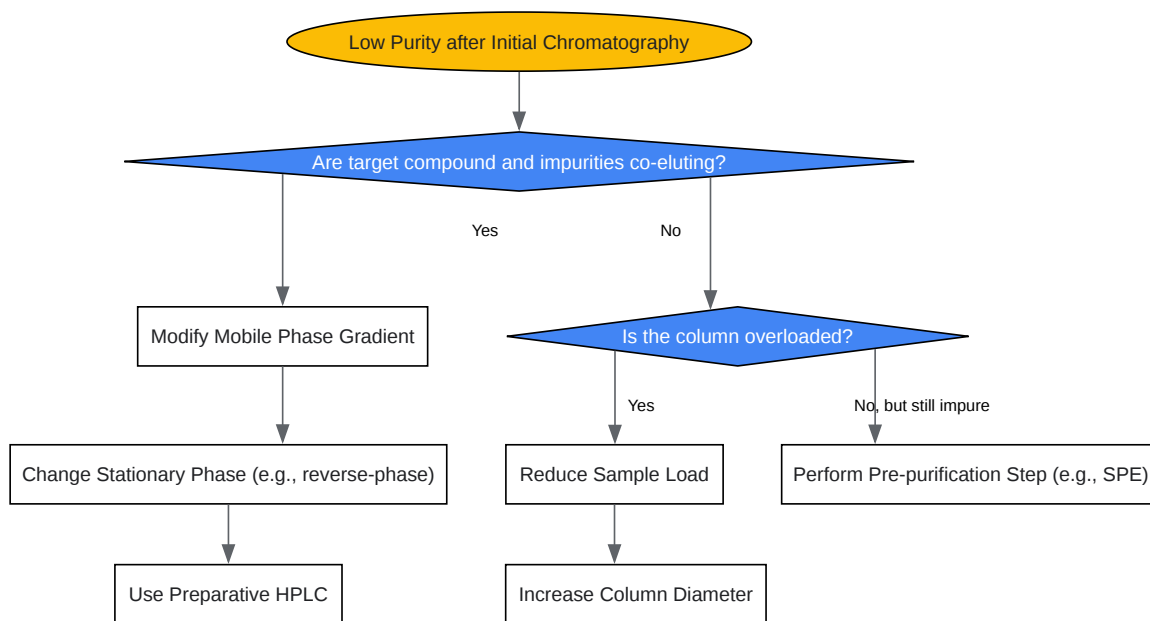 Low Purity after Initial Chromatography
Are target compound and impurities co-eluting?
Yes
No
Modify Mobile Phase Gradient
Is the column overloaded?
Yes
No, but still impure
Change Stationary Phase (e.g., reverse-phase)
Reduce Sample Load
Perform Pre-purification Step (e.g., SPE)
Use Preparative HPLC
Increase Column Diameter